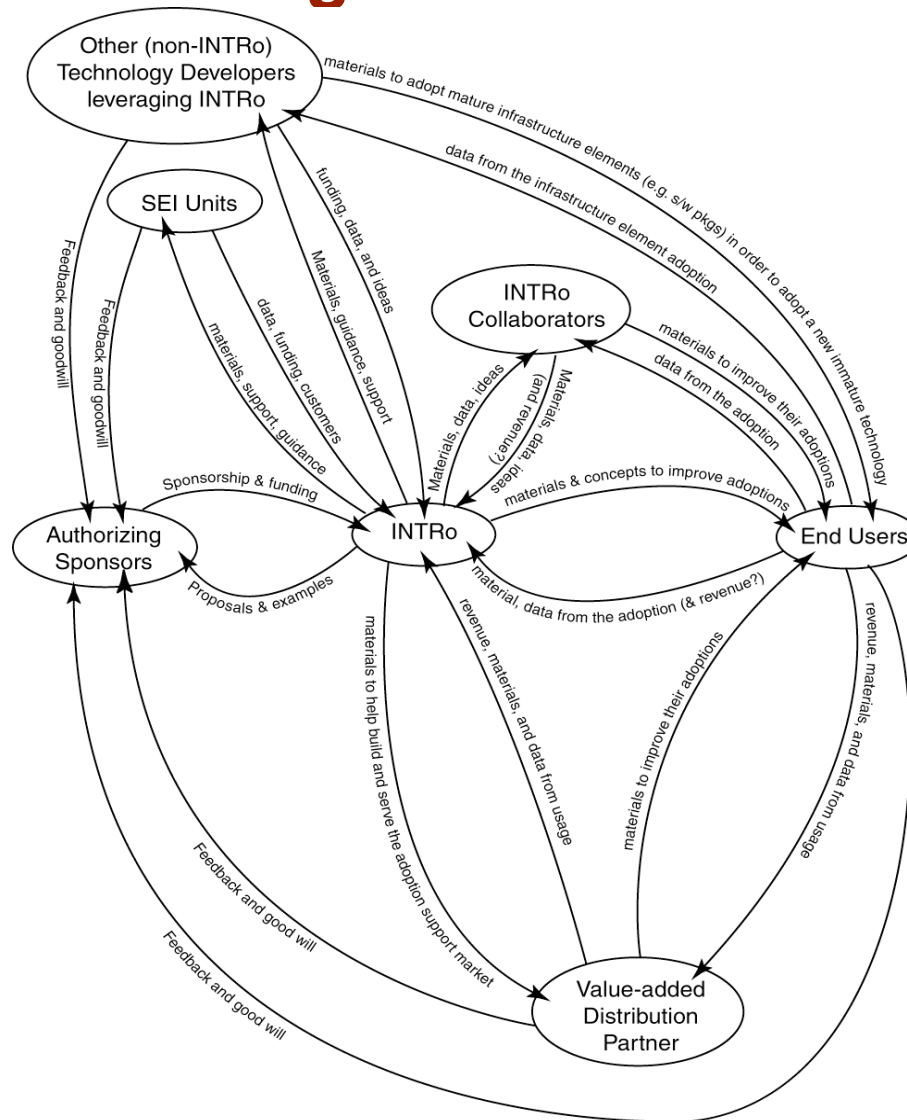 Other (non-INTRo)
Technology Developers
leveraging INTRo
materials to adopt mature infrastructure elements (e.g. s/w pkgs) in order to adopt a new immature technology
data from the infrastructure element adoption
SEI Units
funding, data, and ideas
Materials, guidance, support
Feedback and goodwill
Feedback and goodwill
data, funding, customers
materials, support, guidance
INTRo
Collaborators
materials to improve their adoptions
data from the adoption
Materials, data, ideas
Materials, data, ideas
(and revenue?)
Sponsorship & funding
materials & concepts to improve adoptions
Authorizing
Sponsors
INTRo
End Users
Proposals & examples
material, data from the adoption (& revenue?)
materials to help build and serve the adoption support market
revenue, materials, and data from usage
materials to improve their adoptions
revenue, materials, and data from usage
Feedback and good will
Feedback and good will
Value-added
Distribution
Partner